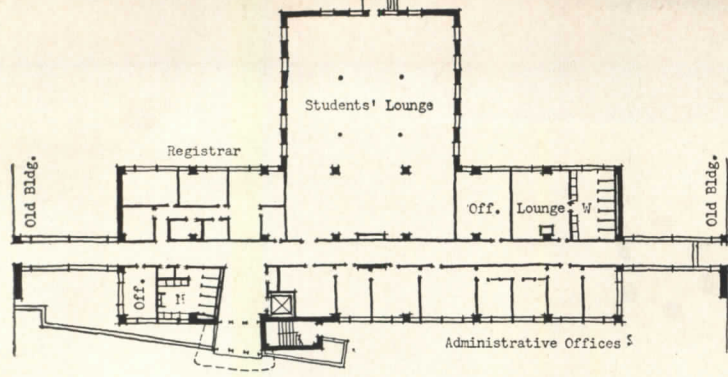 Students' Lounge
Registrar
Old Bldg.
Old Bldg.
Off.
Lounge
W
Off.
M
Administrative Offices